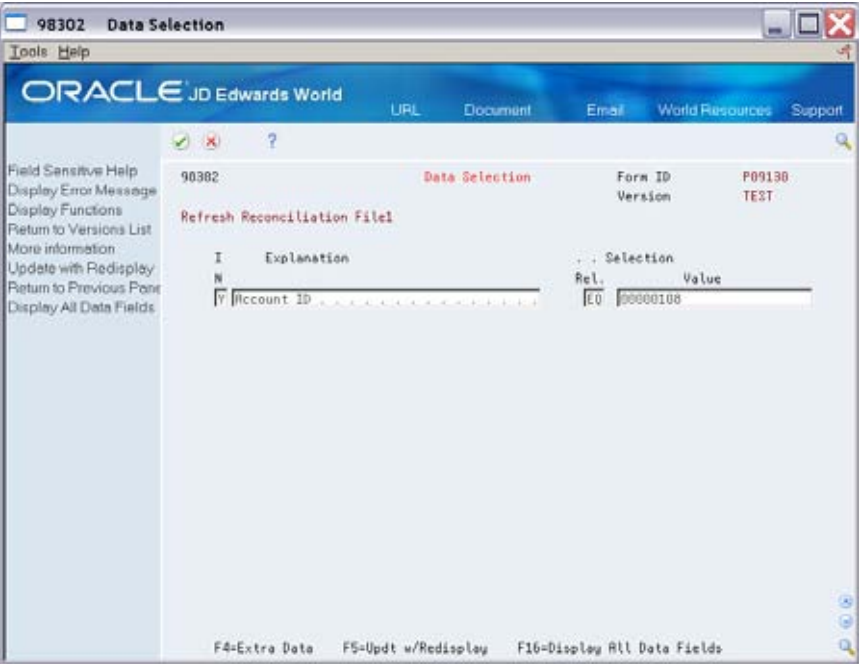 98302 Data Selection
Tools Help
ORACLE JD Edwards World
URL Document Email World Resources Support
?
Field Sensitive Help
Display Error Message
Display Functions
Return to Versions List
More information
Update with Redisplay
Return to Previous Pane
Display All Data Fields
98302 Data Selection Form ID P09130
Version TEST
Refresh Reconciliation File1
I Explanation . . Selection
N Rel. Value
Y Account ID . . . . . . . . . . . . . . . EQ 00000108
F4=Extra Data F5=Updt w/Redisplay F16=Display All Data Fields